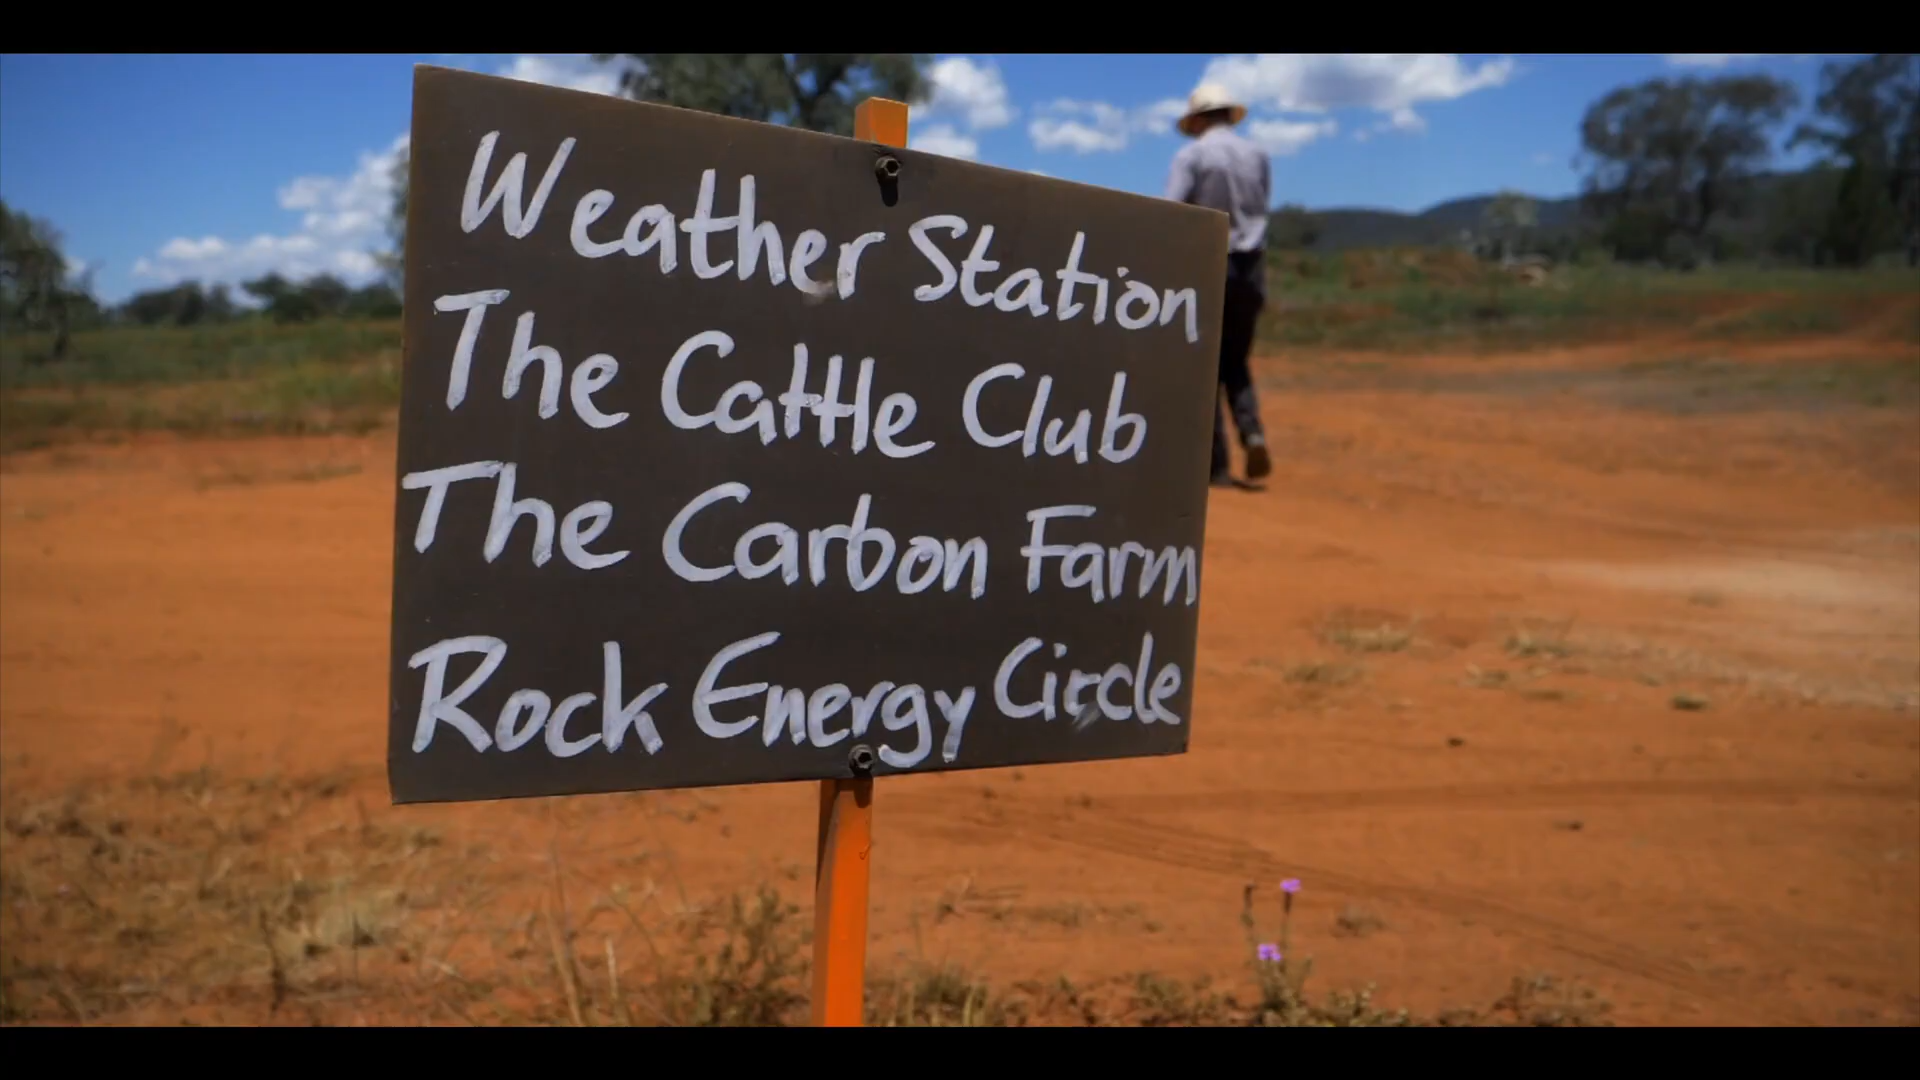 Weather Station
The Cattle Club
The Carbon Farm
Rock Energy Circle